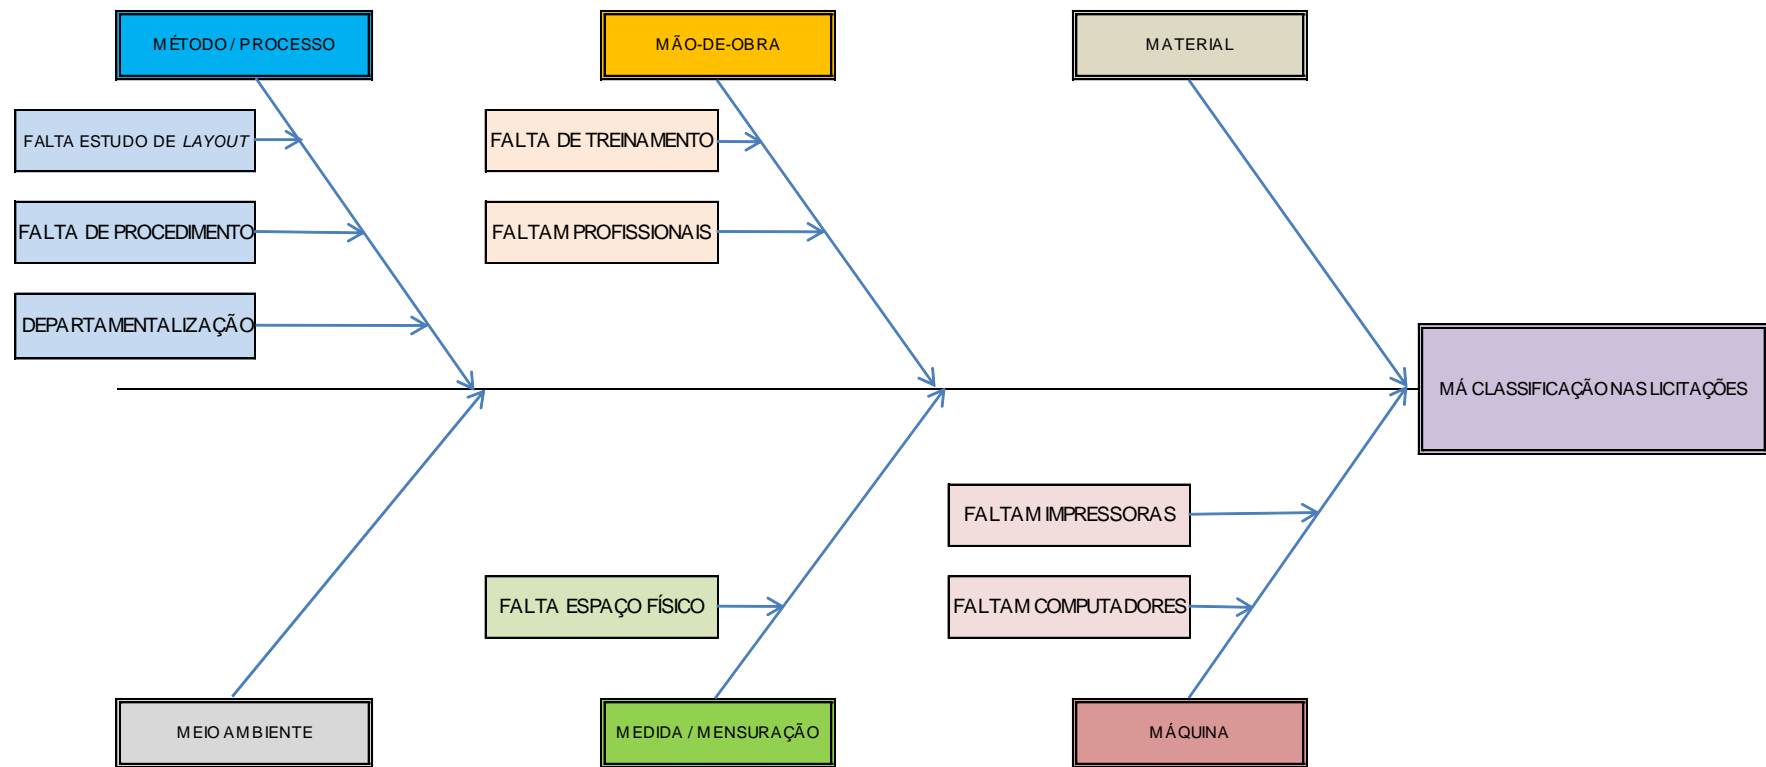 MÉTODO / PROCESSO
MÃO-DE-OBRA
MATERIAL
FALTA ESTUDO DE LAYOUT
FALTA DE TREINAMENTO
FALTA DE PROCEDIMENTO
FALTAM PROFISSIONAIS
DEPARTAMENTALIZAÇÃO
MÁ CLASSIFICAÇÃO NAS LICITAÇÕES
FALTAM IMPRESSORAS
FALTA ESPAÇO FÍSICO
FALTAM COMPUTADORES
MEIO AMBIENTE
MEDIDA / MENSURAÇÃO
MÁQUINA